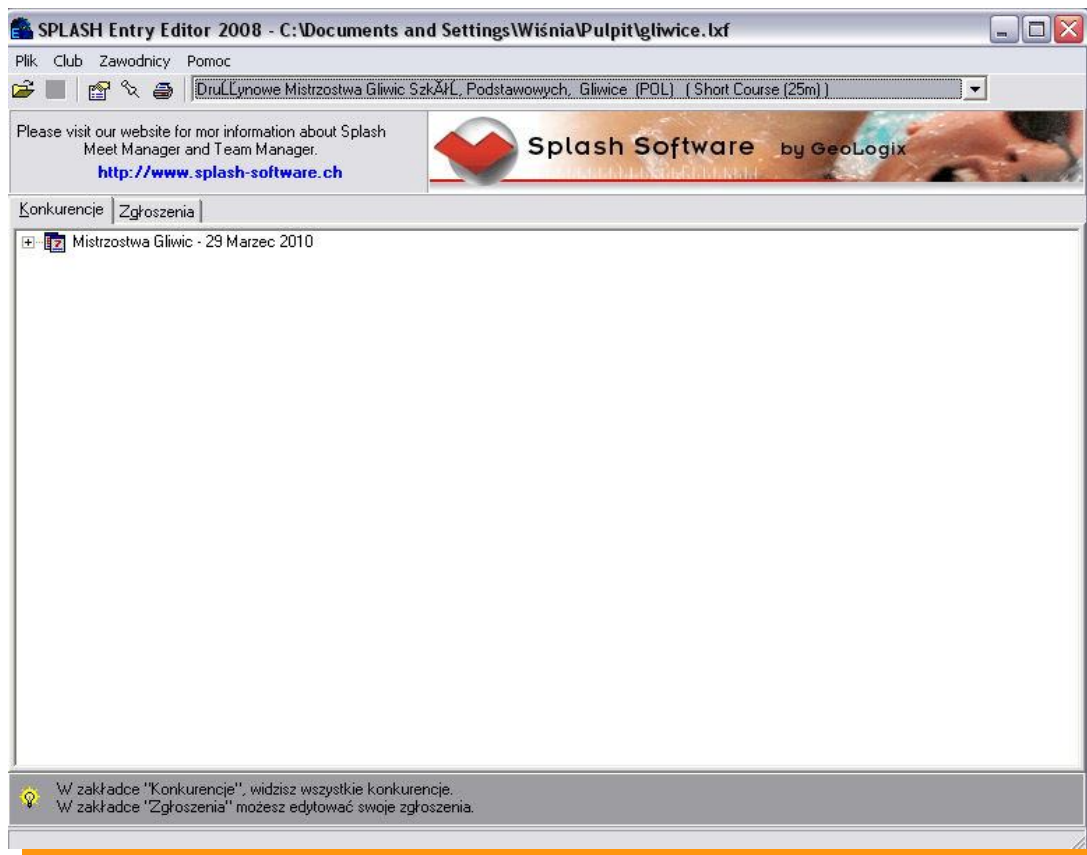 SPLASH Entry Editor 2008 - C:\Documents and Settings\Wiśnia\Pulpit\gliwice.lxf
Plik Club Zawodnicy Pomoc
DruĹĽynowe Mistrzostwa Gliwic SzkĂłĹ‚ Podstawowych, Gliwice (POL) ( Short Course (25m) )
Please visit our website for mor information about Splash
Meet Manager and Team Manager.
http://www.splash-software.ch
Splash Software by GeoLogix
Konkurencje Zgłoszenia
Mistrzostwa Gliwic - 29 Marzec 2010
W zakładce "Konkurencje", widzisz wszystkie konkurencje.
W zakładce "Zgłoszenia" możesz edytować swoje zgłoszenia.